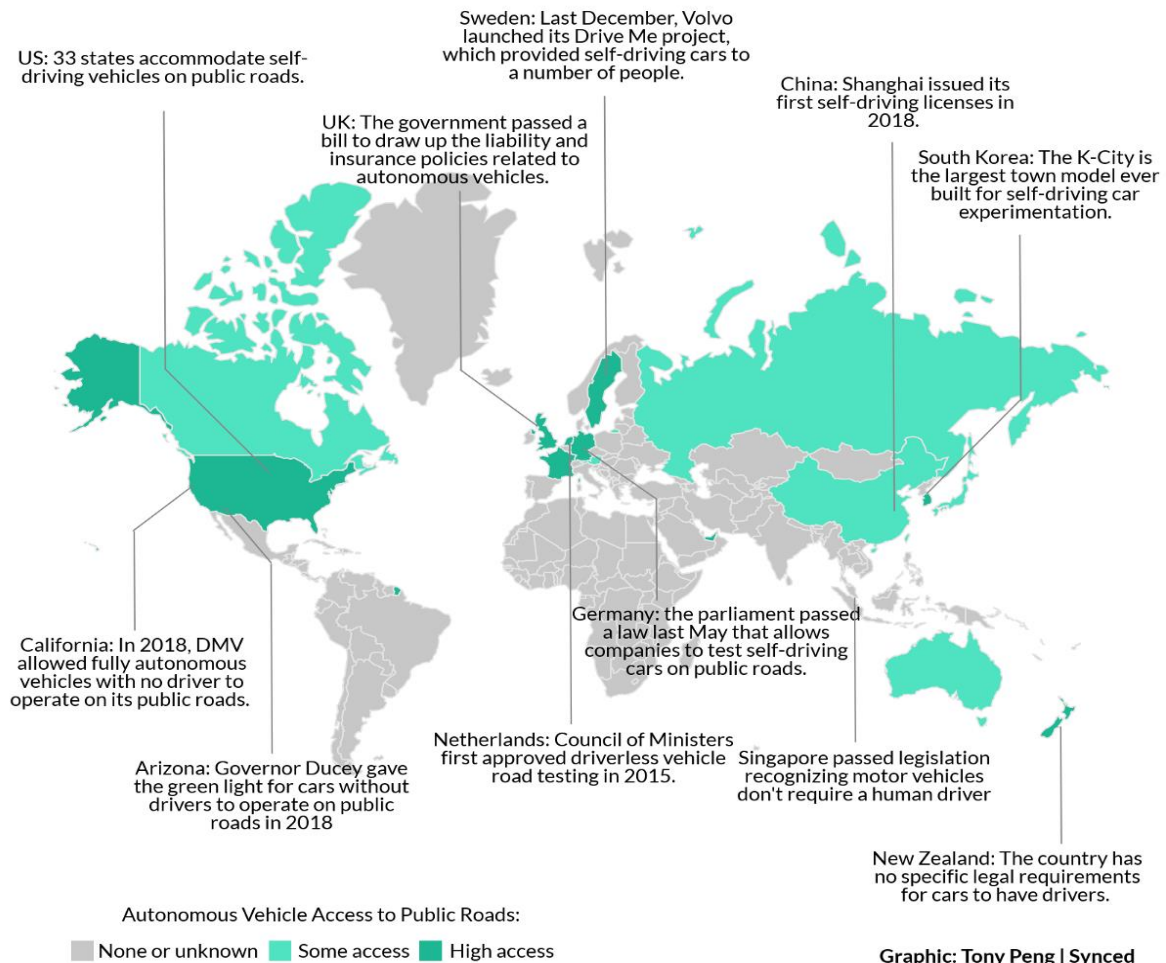 Sweden: Last December, Volvo
launched its Drive Me project,
which provided self-driving cars to
a number of people.
US: 33 states accommodate self-
driving vehicles on public roads.
China: Shanghai issued its
first self-driving licenses in
2018.
UK: The government passed a
bill to draw up the liability and
insurance policies related to
autonomous vehicles.
South Korea: The K-City is
the largest town model ever
built for self-driving car
experimentation.
Germany: the parliament passed
a law last May that allows
companies to test self-driving
cars on public roads.
California: In 2018, DMV
allowed fully autonomous
vehicles with no driver to
operate on its public roads.
Netherlands: Council of Ministers
first approved driverless vehicle
road testing in 2015.
Singapore passed legislation
recognizing motor vehicles
don't require a human driver
Arizona: Governor Ducey gave
the green light for cars without
drivers to operate on public
roads in 2018
New Zealand: The country has
no specific legal requirements
for cars to have drivers.
Autonomous Vehicle Access to Public Roads:
None or unknown Some access High access
Graphic: Tony Peng | Synced